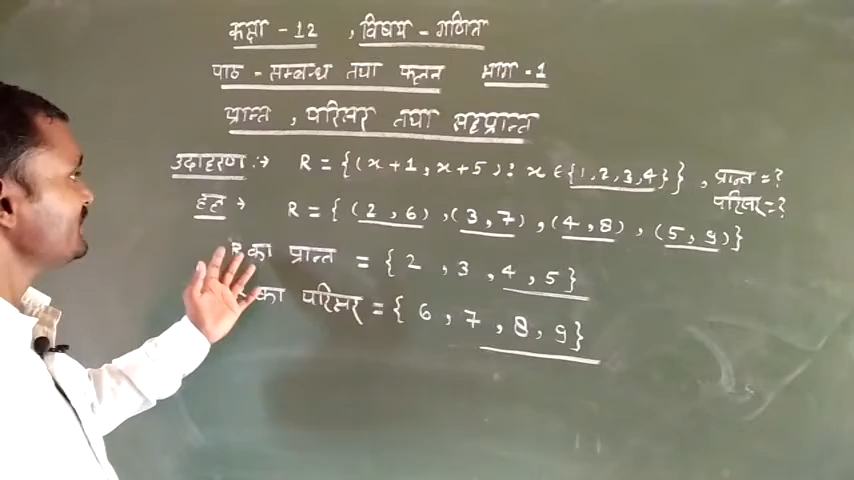 कक्षा - 12 , विषय - गणित
पाठ - सम्बन्ध तथा फलन भाग - 1
प्रान्त , परिसर तथा सहप्रान्त
उदाहरण :→ R = {(x+1, x+5) : x ∈ {1,2,3,4}} , प्रान्त = ?
परिसर = ?
हल → R = { (2,6), (3,7), (4,8), (5,9)}
R का प्रान्त = { 2 , 3 , 4 , 5 }
का परिसर = { 6 , 7 , 8 , 9 }